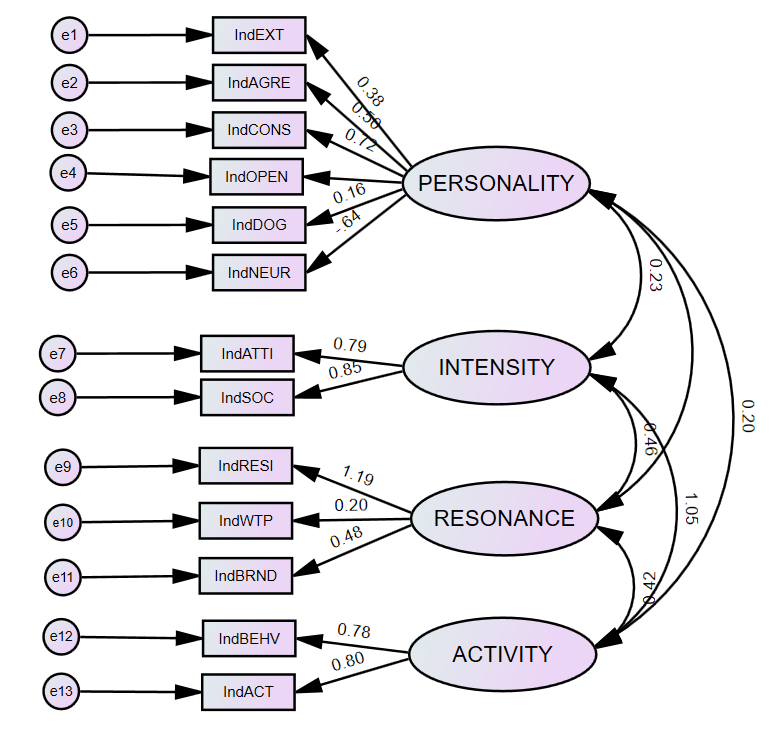 e1
IndEXT
0.38
e2
IndAGRE
0.50
e3
IndCONS
0.72
e4
IndOPEN
PERSONALITY
e5
IndDOG
0.16
e6
IndNEUR
-.64
0.23
e7
IndATTI
0.79
INTENSITY
e8
IndSOC
0.85
0.20
0.46
e9
IndRESI
1.19
1.05
e10
IndWTP
0.20
RESONANCE
e11
IndBRND
0.48
0.42
e12
IndBEHV
0.78
ACTIVITY
e13
IndACT
0.80